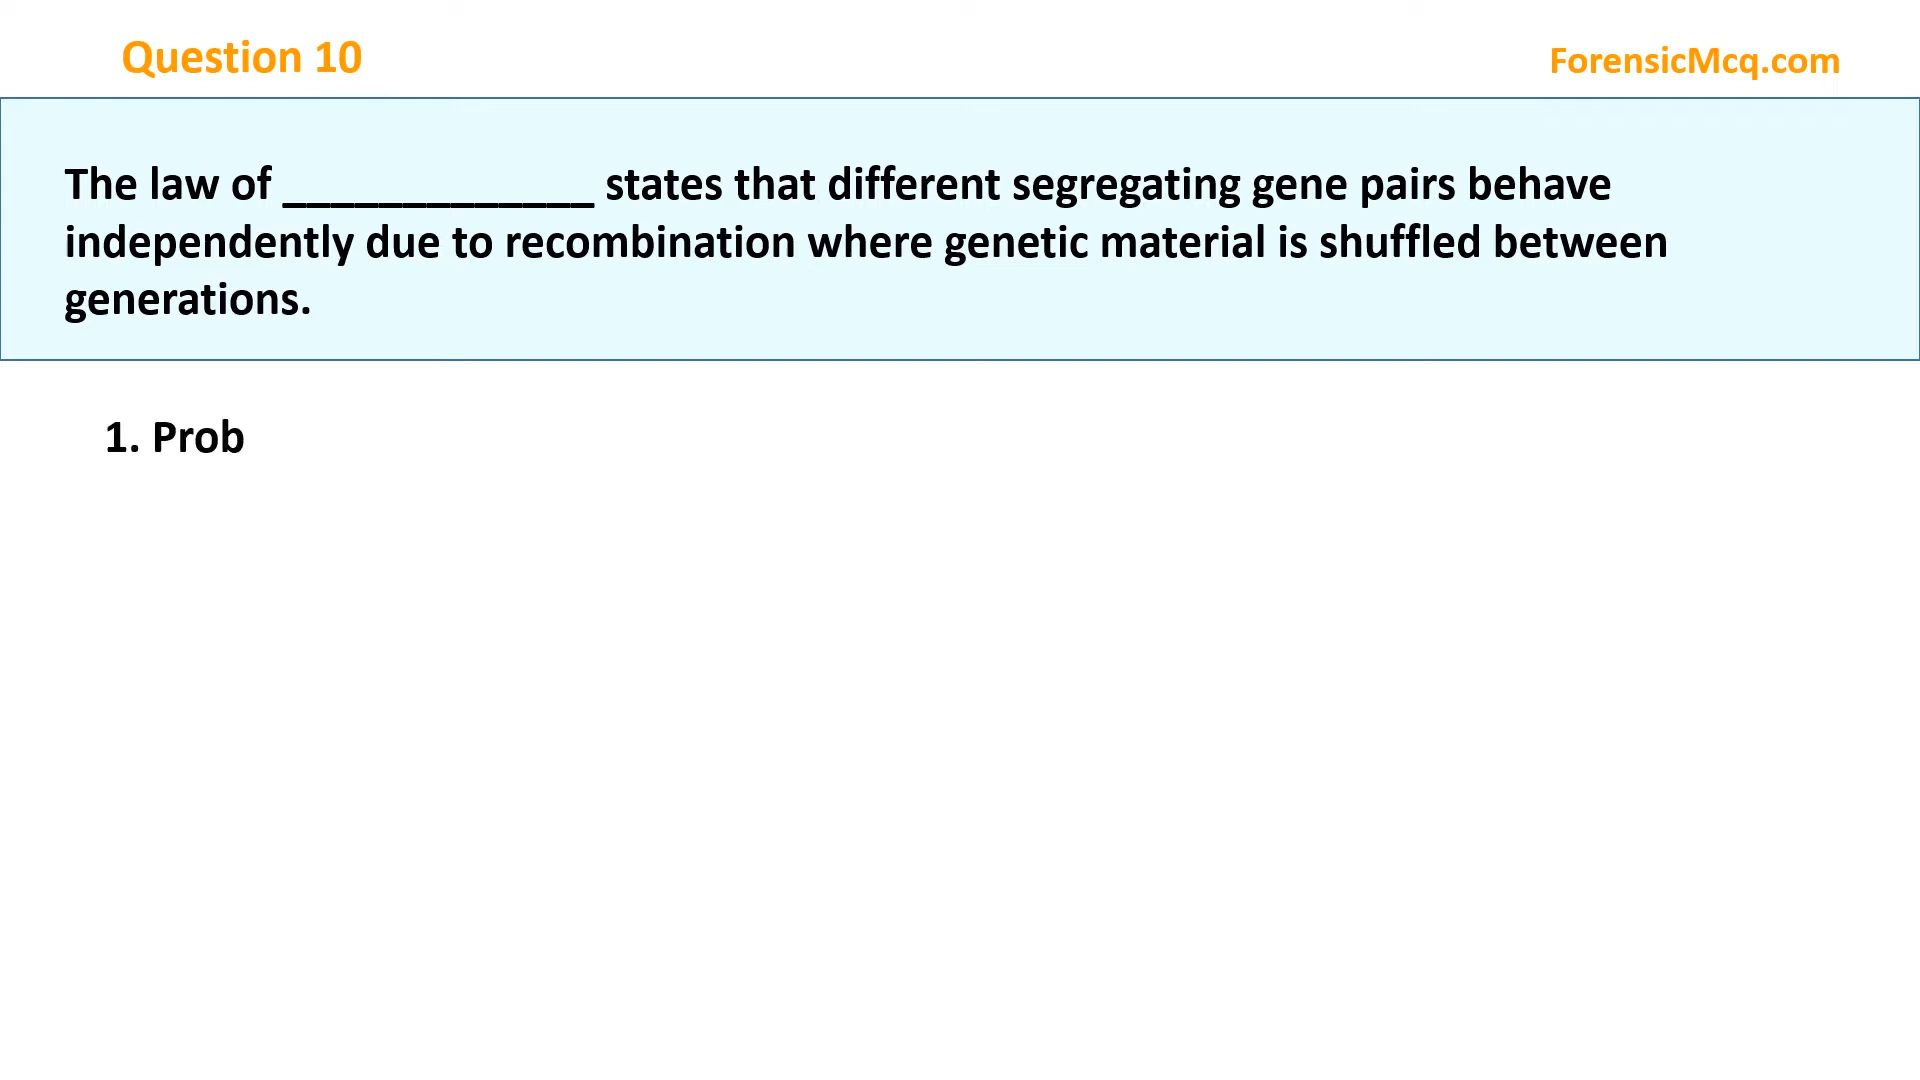 Question 10
ForensicMcq.com
The law of _____________ states that different segregating gene pairs behave
independently due to recombination where genetic material is shuffled between
generations.
1. Prob